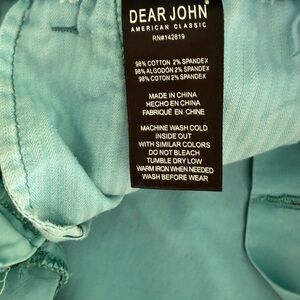 DEAR JOHN®
AMERICAN CLASSIC
RN#142819
98% COTTON 2% SPANDEX
98% ALGODÓN 2% SPANDEX
98% COTTON 2% SPANDEX
MADE IN CHINA
HECHO EN CHINA
FABRIQUÉ EN CHINE
MACHINE WASH COLD
INSIDE OUT
WITH SIMILAR COLORS
DO NOT BLEACH
TUMBLE DRY LOW
WARM IRON WHEN NEEDED
WASH BEFORE WEAR